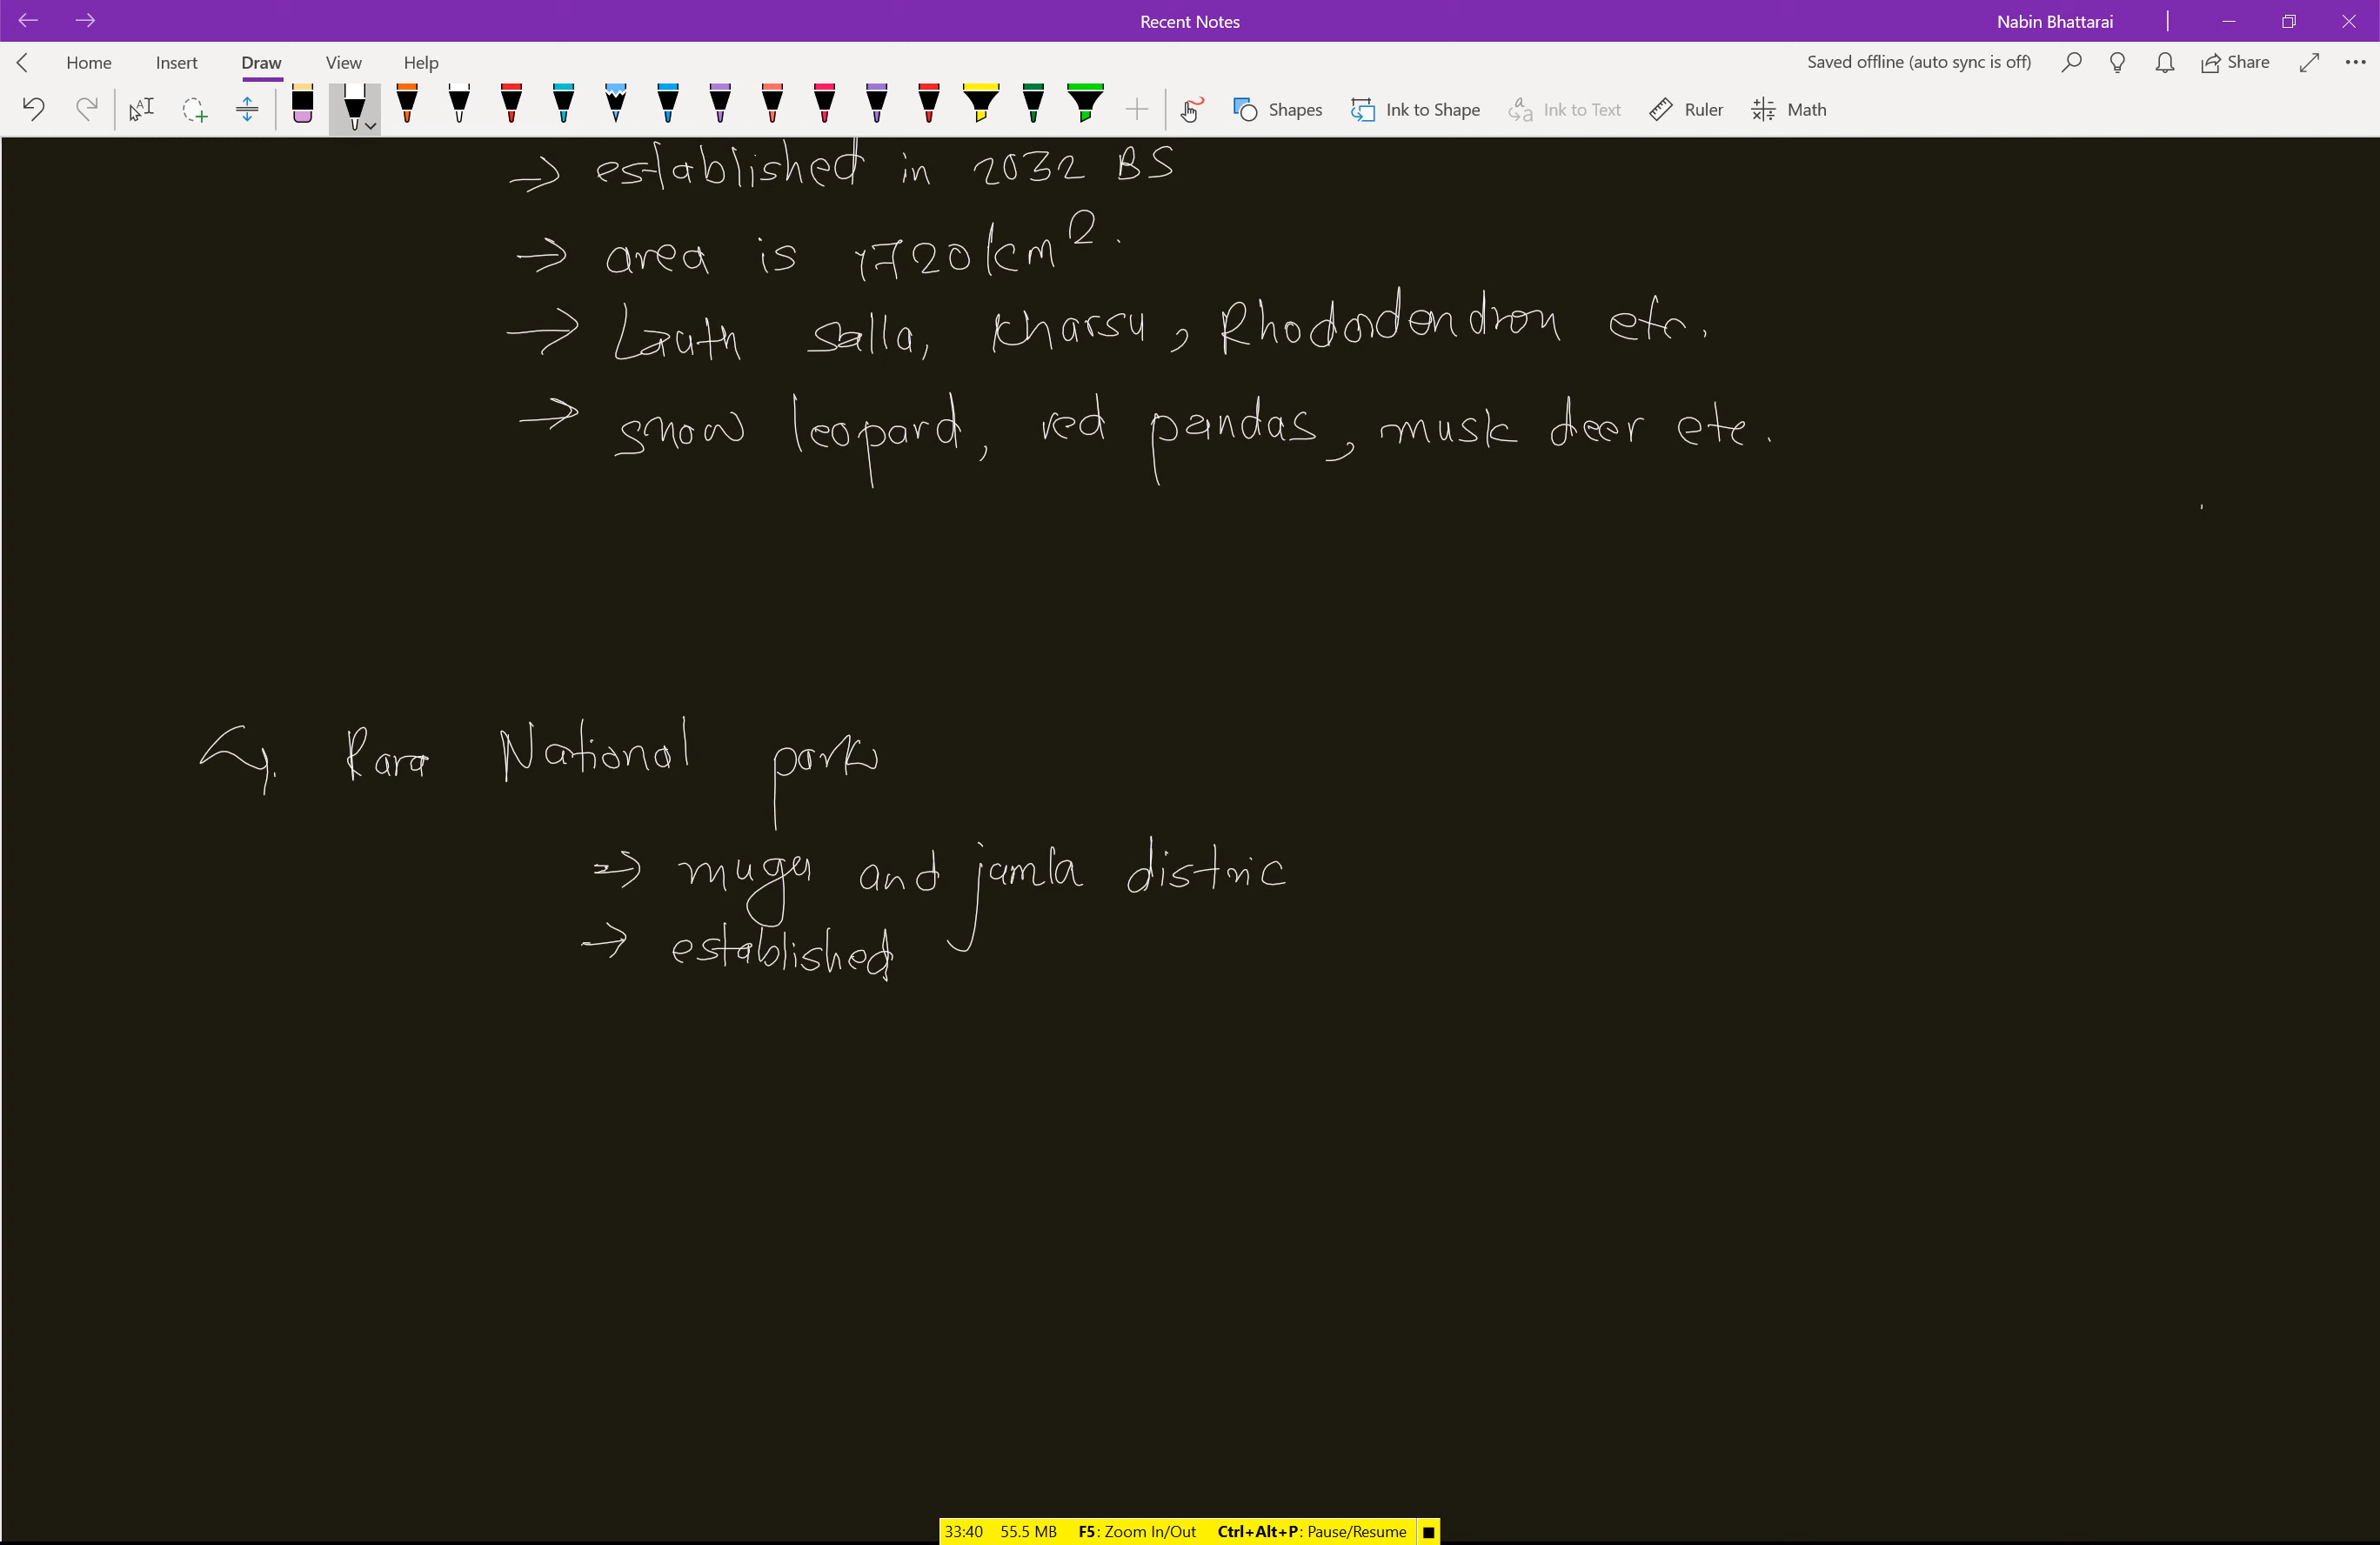 Recent Notes
Nabin Bhattarai
Home Insert Draw View Help
Saved offline (auto sync is off) Share
Shapes Ink to Shape Ink to Text Ruler Math
→ established in 2032 BS
→ area is 1720 km².
→ Lauth salla, Kharsu, Rhododendron etc.
→ snow leopard, red pandas, musk deer etc.
4. Rara National park
→ mugu and jumla distric
→ established
33:40 55.5 MB F5: Zoom In/Out Ctrl+Alt+P: Pause/Resume